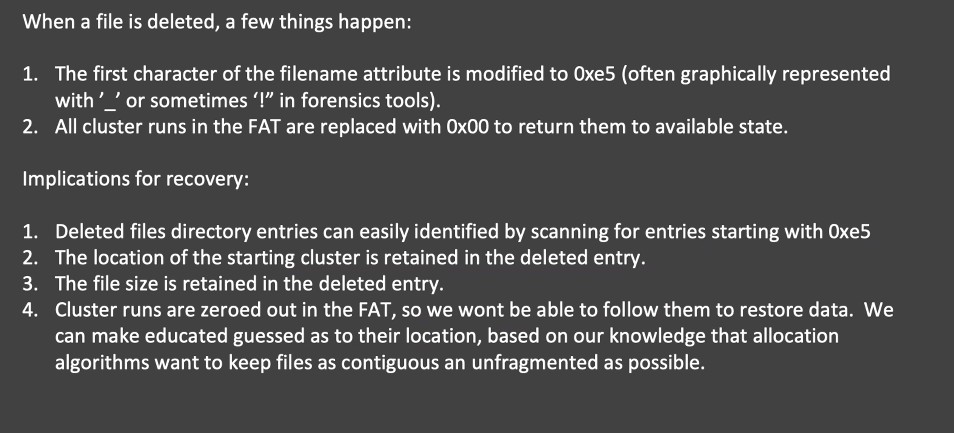 When a file is deleted, a few things happen:
1. The first character of the filename attribute is modified to 0xe5 (often graphically represented
with ’_’ or sometimes ‘!” in forensics tools).
2. All cluster runs in the FAT are replaced with 0x00 to return them to available state.
Implications for recovery:
1. Deleted files directory entries can easily identified by scanning for entries starting with 0xe5
2. The location of the starting cluster is retained in the deleted entry.
3. The file size is retained in the deleted entry.
4. Cluster runs are zeroed out in the FAT, so we wont be able to follow them to restore data. We
can make educated guessed as to their location, based on our knowledge that allocation
algorithms want to keep files as contiguous an unfragmented as possible.